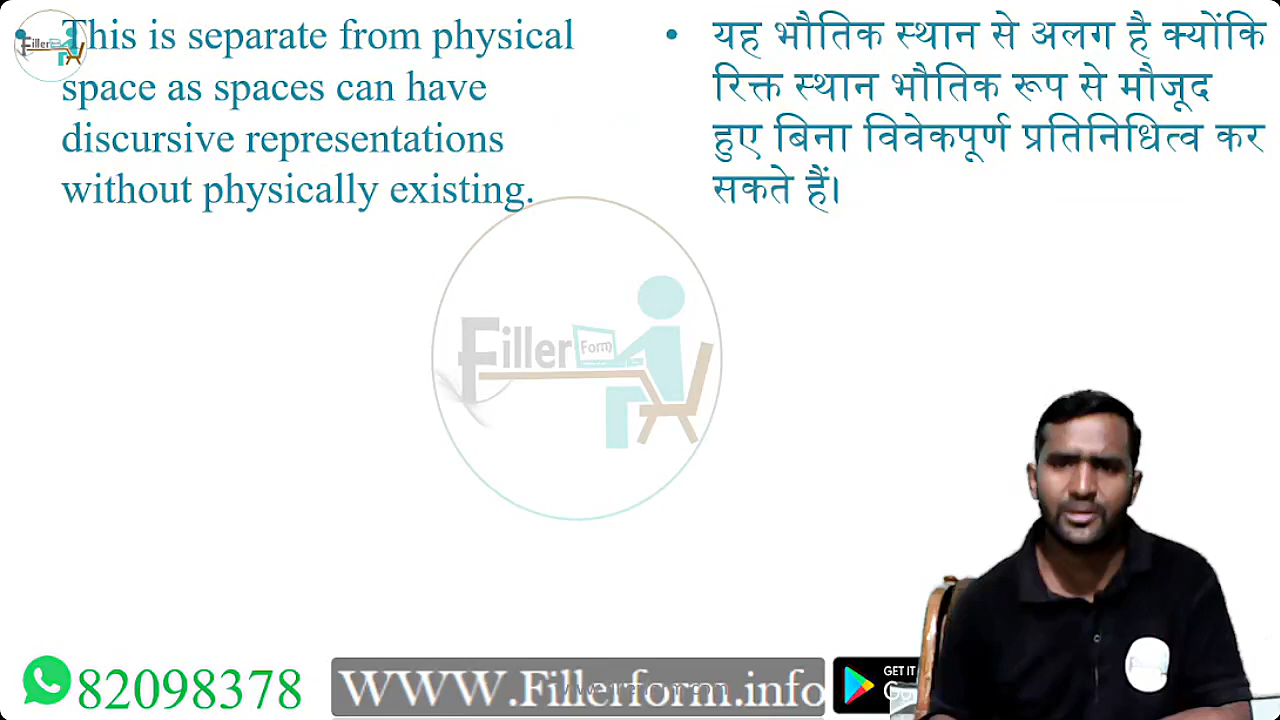 This is separate from physical
space as spaces can have
discursive representations
without physically existing.
यह भौतिक स्थान से अलग है क्योंकि
रिक्त स्थान भौतिक रूप से मौजूद
हुए बिना विवेकपूर्ण प्रतिनिधित्व कर
सकते हैं।
Filler Form
82098378
WWW.Fillerform.info
GET IT